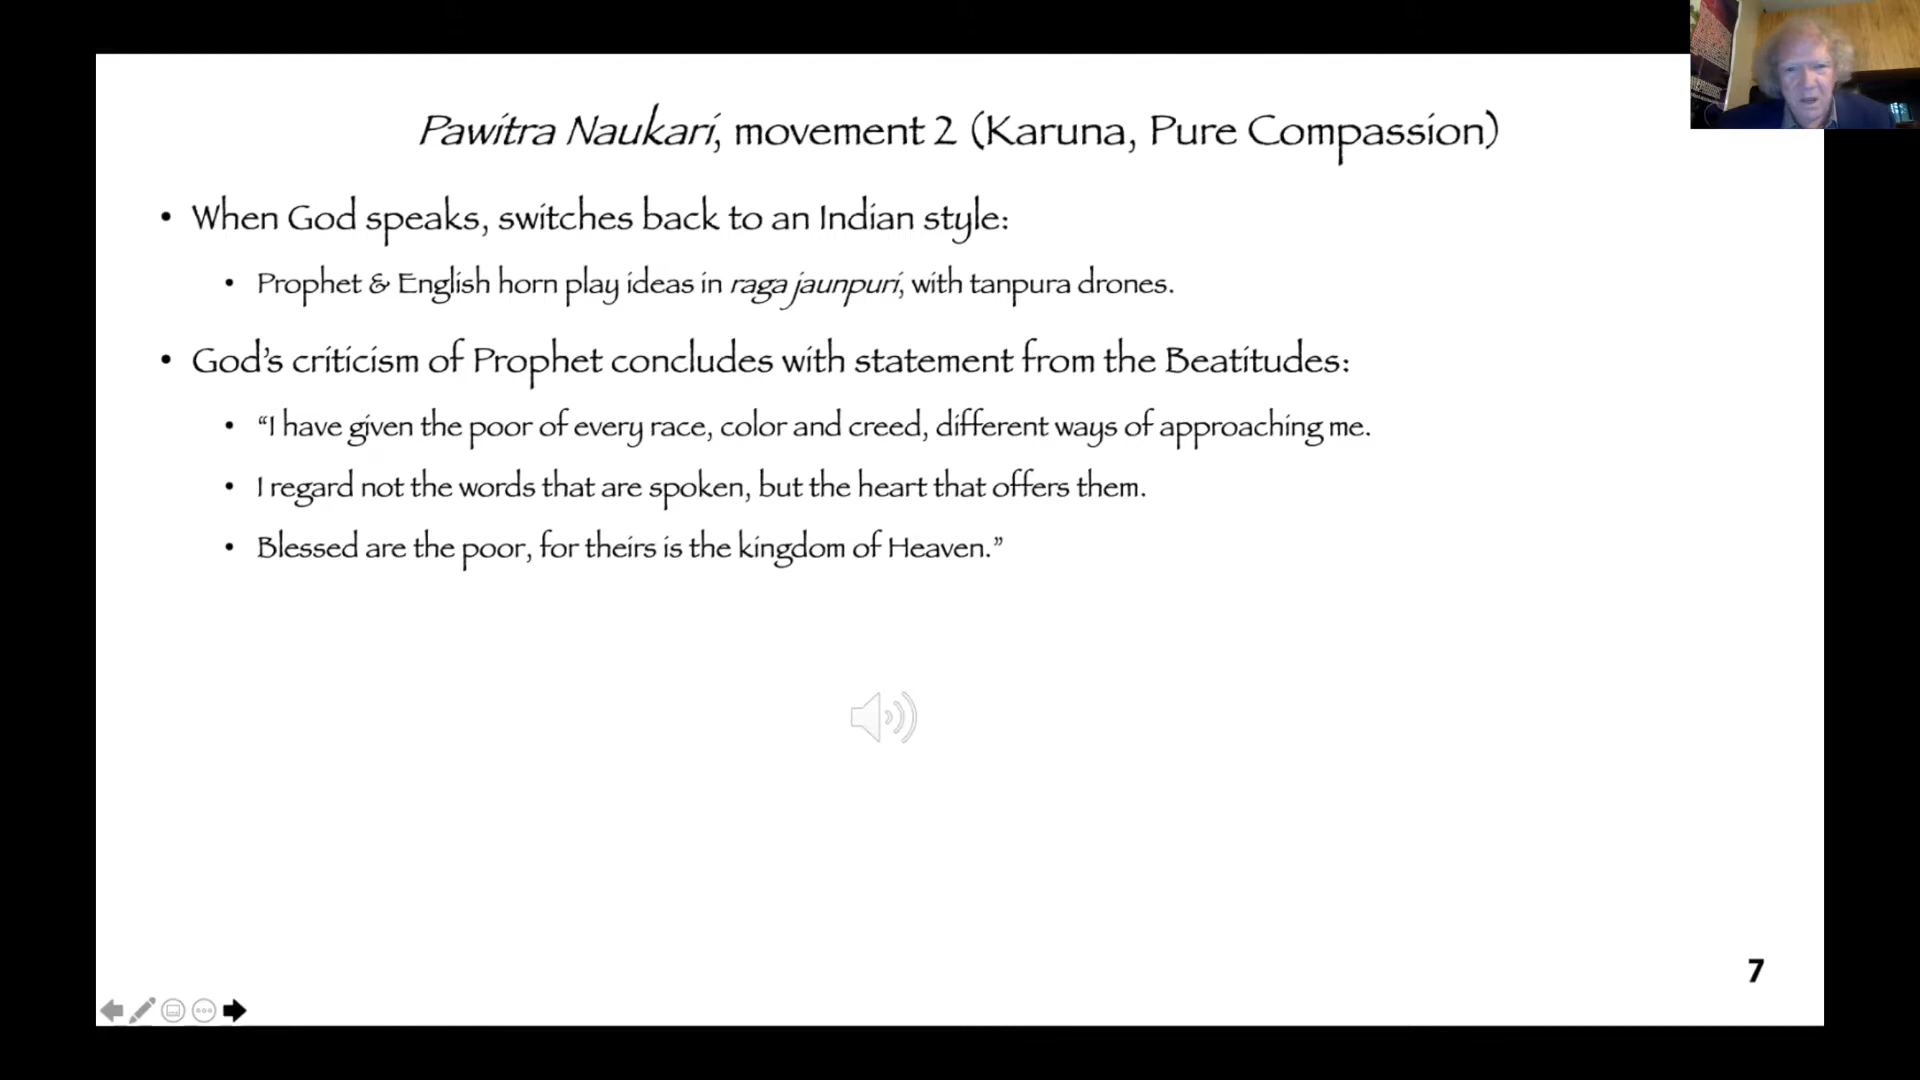 Pawitra Naukari, movement 2 (Karuna, Pure Compassion)
• When God speaks, switches back to an Indian style:
• Prophet & English horn play ideas in raga jaunpuri, with tanpura drones.
• God’s criticism of Prophet concludes with statement from the Beatitudes:
• “I have given the poor of every race, color and creed, different ways of approaching me.
• I regard not the words that are spoken, but the heart that offers them.
• Blessed are the poor, for theirs is the kingdom of Heaven.”
7